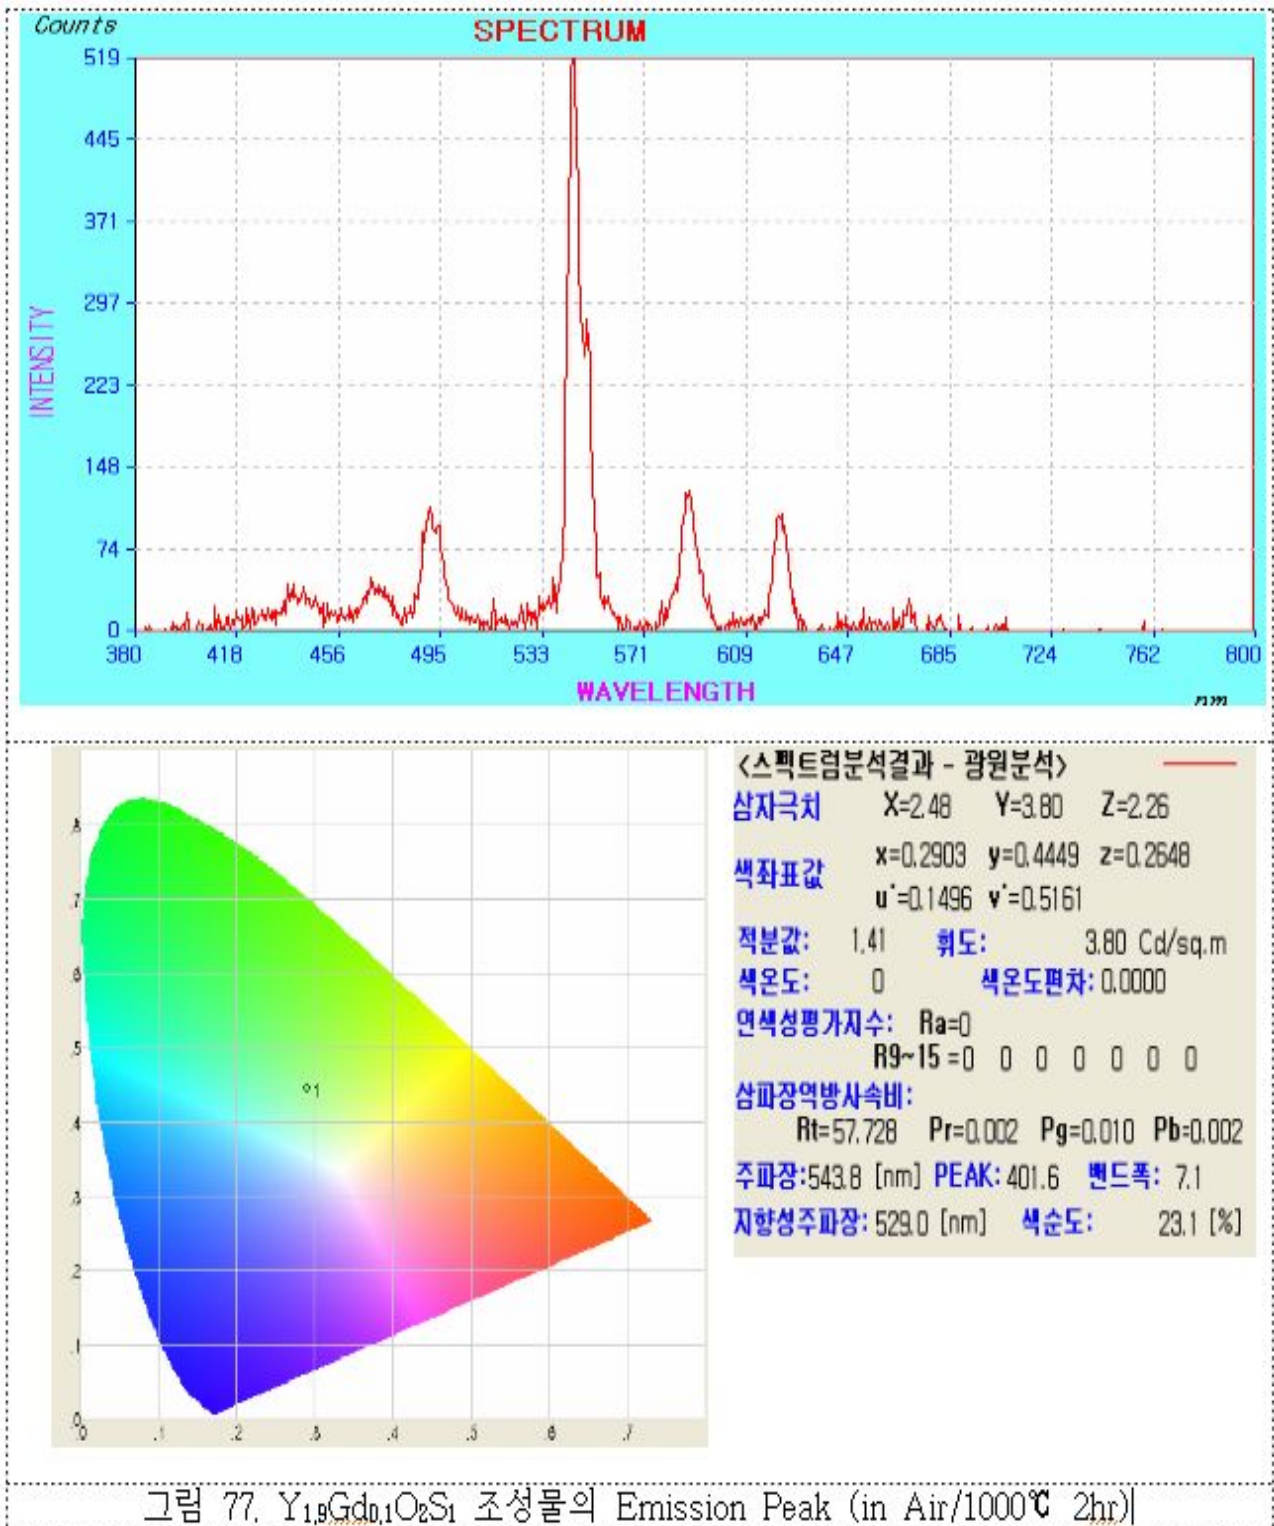 Counts
SPECTRUM
519
445
371
297
223
148
74
0
INTENSITY
380 418 456 495 533 571 609 647 685 724 762 800
WAVELENGTH
nm
.8
.7
.6
.5
.4
.3
.2
.1
.0
.0 .1 .2 .3 .4 .5 .6 .7
1
<스펙트럼분석결과 - 광원분석>
삼자극치 X=2.48 Y=3.80 Z=2.26
색좌표값 x=0.2903 y=0.4449 z=0.2648
u'=0.1496 v'=0.5161
적분값: 1.41 휘도: 3.80 Cd/sq.m
색온도: 0 색온도편차: 0.0000
연색성평가지수: Ra=0
R9~15 =0 0 0 0 0 0 0
삼파장역방사속비:
Rt=57.728 Pr=0.002 Pg=0.010 Pb=0.002
주파장:543.8 [nm] PEAK: 401.6 밴드폭: 7.1
지향성주파장: 529.0 [nm] 색순도: 23.1 [%]
그림 77. Y1.9Gd0.1O2S1 조성물의 Emission Peak (in Air/1000℃ 2hr)